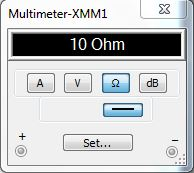 Multimeter-XMM1
10 Ohm
A V Ω dB
+ −
Set...